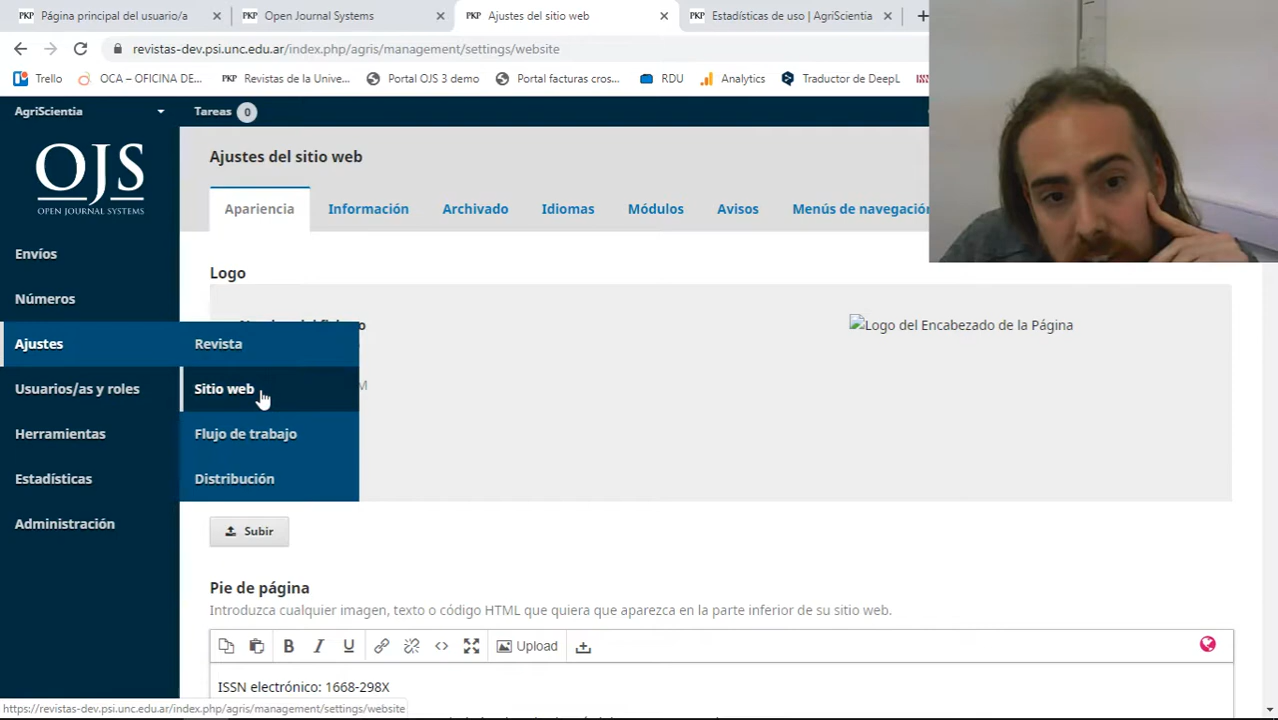 Página principal del usuario/a
Open Journal Systems
Ajustes del sitio web
Estadísticas de uso | AgriScientia
revistas-dev.psi.unc.edu.ar/index.php/agris/management/settings/website
Trello
OCA – OFICINA DE...
Revistas de la Unive...
Portal OJS 3 demo
Portal facturas cros...
RDU
Analytics
Traductor de DeepL
AgriScientia
Tareas 0
OJS
OPEN JOURNAL SYSTEMS
Ajustes del sitio web
Apariencia
Información
Archivado
Idiomas
Módulos
Avisos
Menús de navegación
Envíos
Números
Ajustes
Usuarios/as y roles
Herramientas
Estadísticas
Administración
Revista
Sitio web
Flujo de trabajo
Distribución
Logo
Logo del Encabezado de la Página
Subir
Pie de página
Introduzca cualquier imagen, texto o código HTML que quiera que aparezca en la parte inferior de su sitio web.
B I U Upload
ISSN electrónico: 1668-298X
https://revistas-dev.psi.unc.edu.ar/index.php/agris/management/settings/website